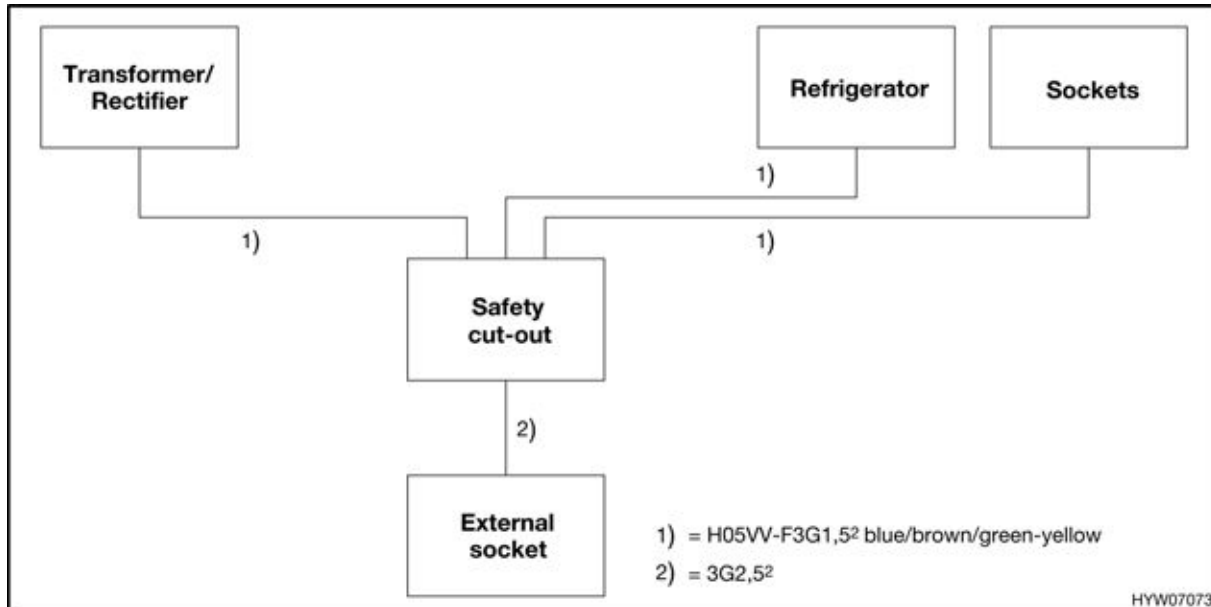 Transformer/
Rectifier
Refrigerator
Sockets
1)
1)
1)
Safety
cut-out
2)
External
socket
1) = H05VV-F3G1,5² blue/brown/green-yellow
2) = 3G2,5²
HYW07073